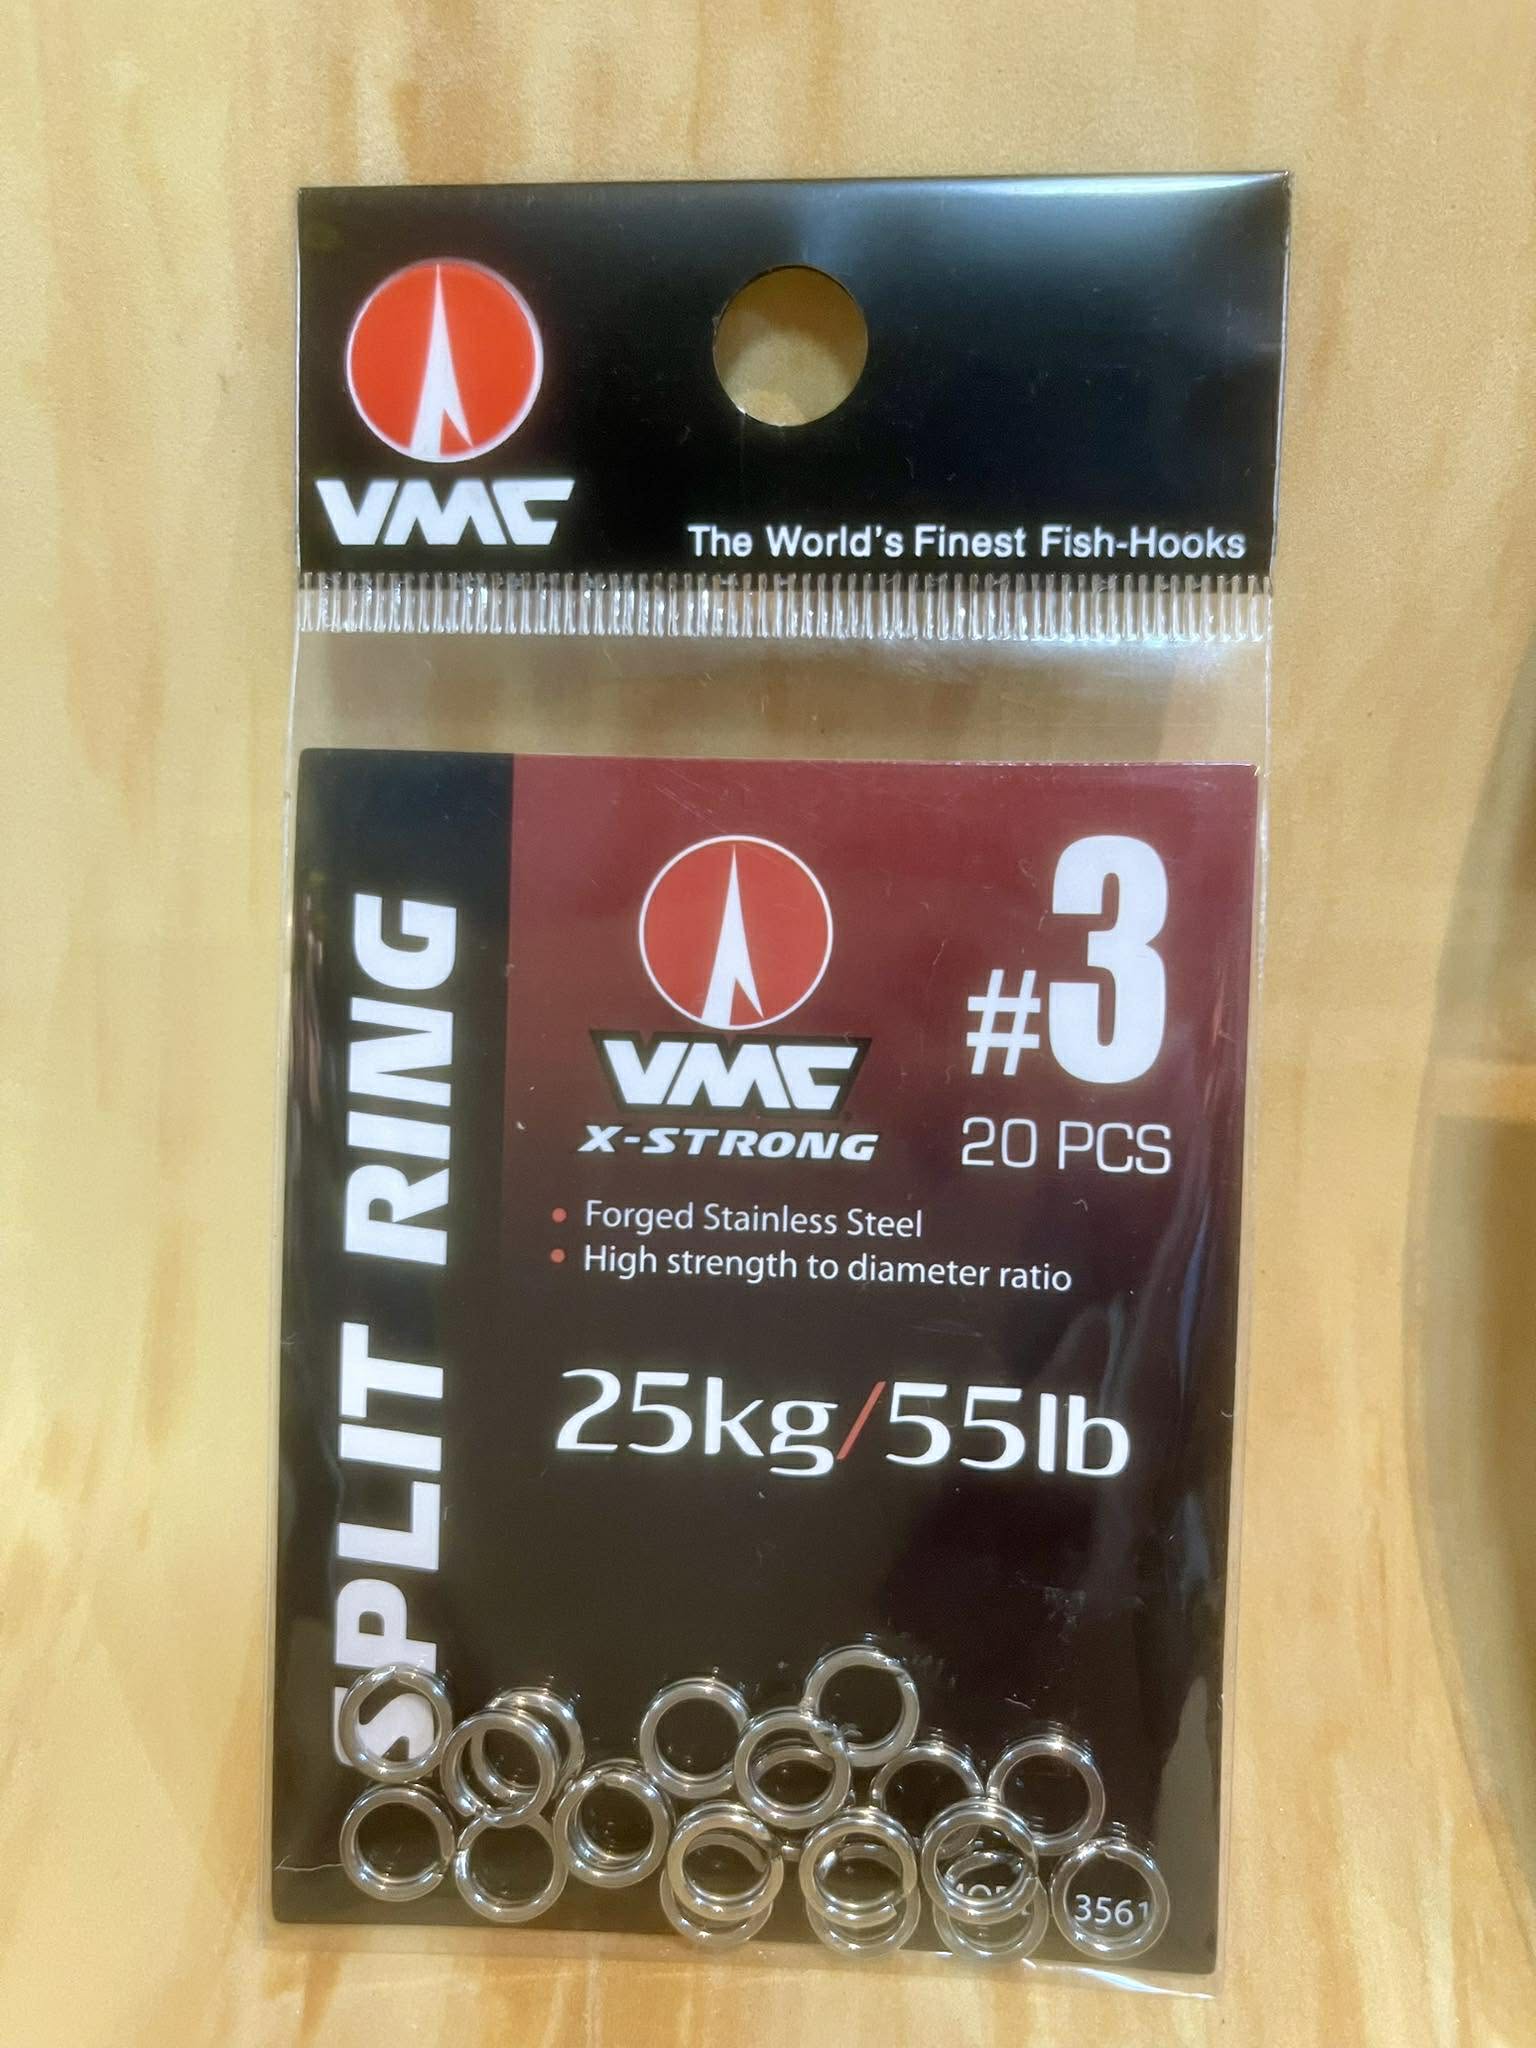 VMC
The World's Finest Fish-Hooks
SPLIT RING
VMC
X-STRONG
#3
20 PCS
• Forged Stainless Steel
• High strength to diameter ratio
25kg/55lb
3561